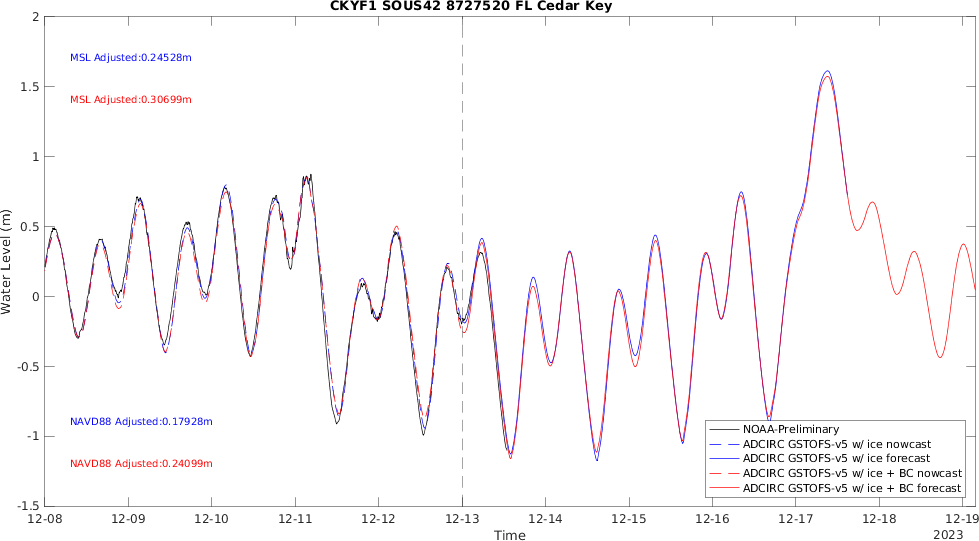 CKYF1 SOUS42 8727520 FL Cedar Key
2
1.5
1
0.5
0
-0.5
-1
-1.5
Water Level (m)
MSL Adjusted:0.24528m
MSL Adjusted:0.30699m
NAVD88 Adjusted:0.17928m
NAVD88 Adjusted:0.24099m
NOAA-Preliminary
ADCIRC GSTOFS-v5 w/ ice nowcast
ADCIRC GSTOFS-v5 w/ ice forecast
ADCIRC GSTOFS-v5 w/ ice + BC nowcast
ADCIRC GSTOFS-v5 w/ ice + BC forecast
12-08 12-09 12-10 12-11 12-12 12-13 12-14 12-15 12-16 12-17 12-18 12-19
Time
2023